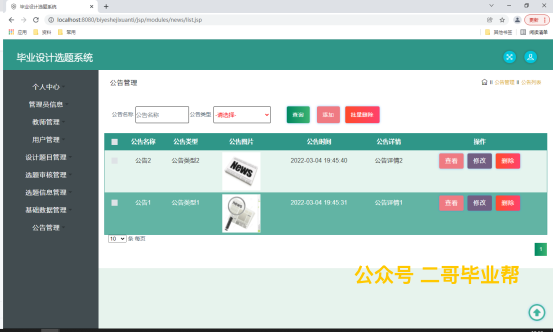 毕业设计选题系统
localhost:8080/biyeshejixuanti/jsp/modules/news/list.jsp
更新
应用 资料 常用 其他书签 阅读清单
毕业设计选题系统
个人中心
管理员信息
教师管理
用户管理
设计题目管理
选题审核管理
选题信息管理
基础数据管理
公告管理
公告管理
公告管理 公告列表
公告名称 公告名称 公告类型 -请选择- 查询 添加 批量删除
公告名称 公告类型 公告图片 公告时间 公告详情 操作
公告2 公告类型2 News 2022-03-04 19:45:40 公告详情2 查看 修改 删除
公告1 公告类型1 News 2022-03-04 19:45:31 公告详情1 查看 修改 删除
10 条 每页
1
公众号 二哥毕业帮